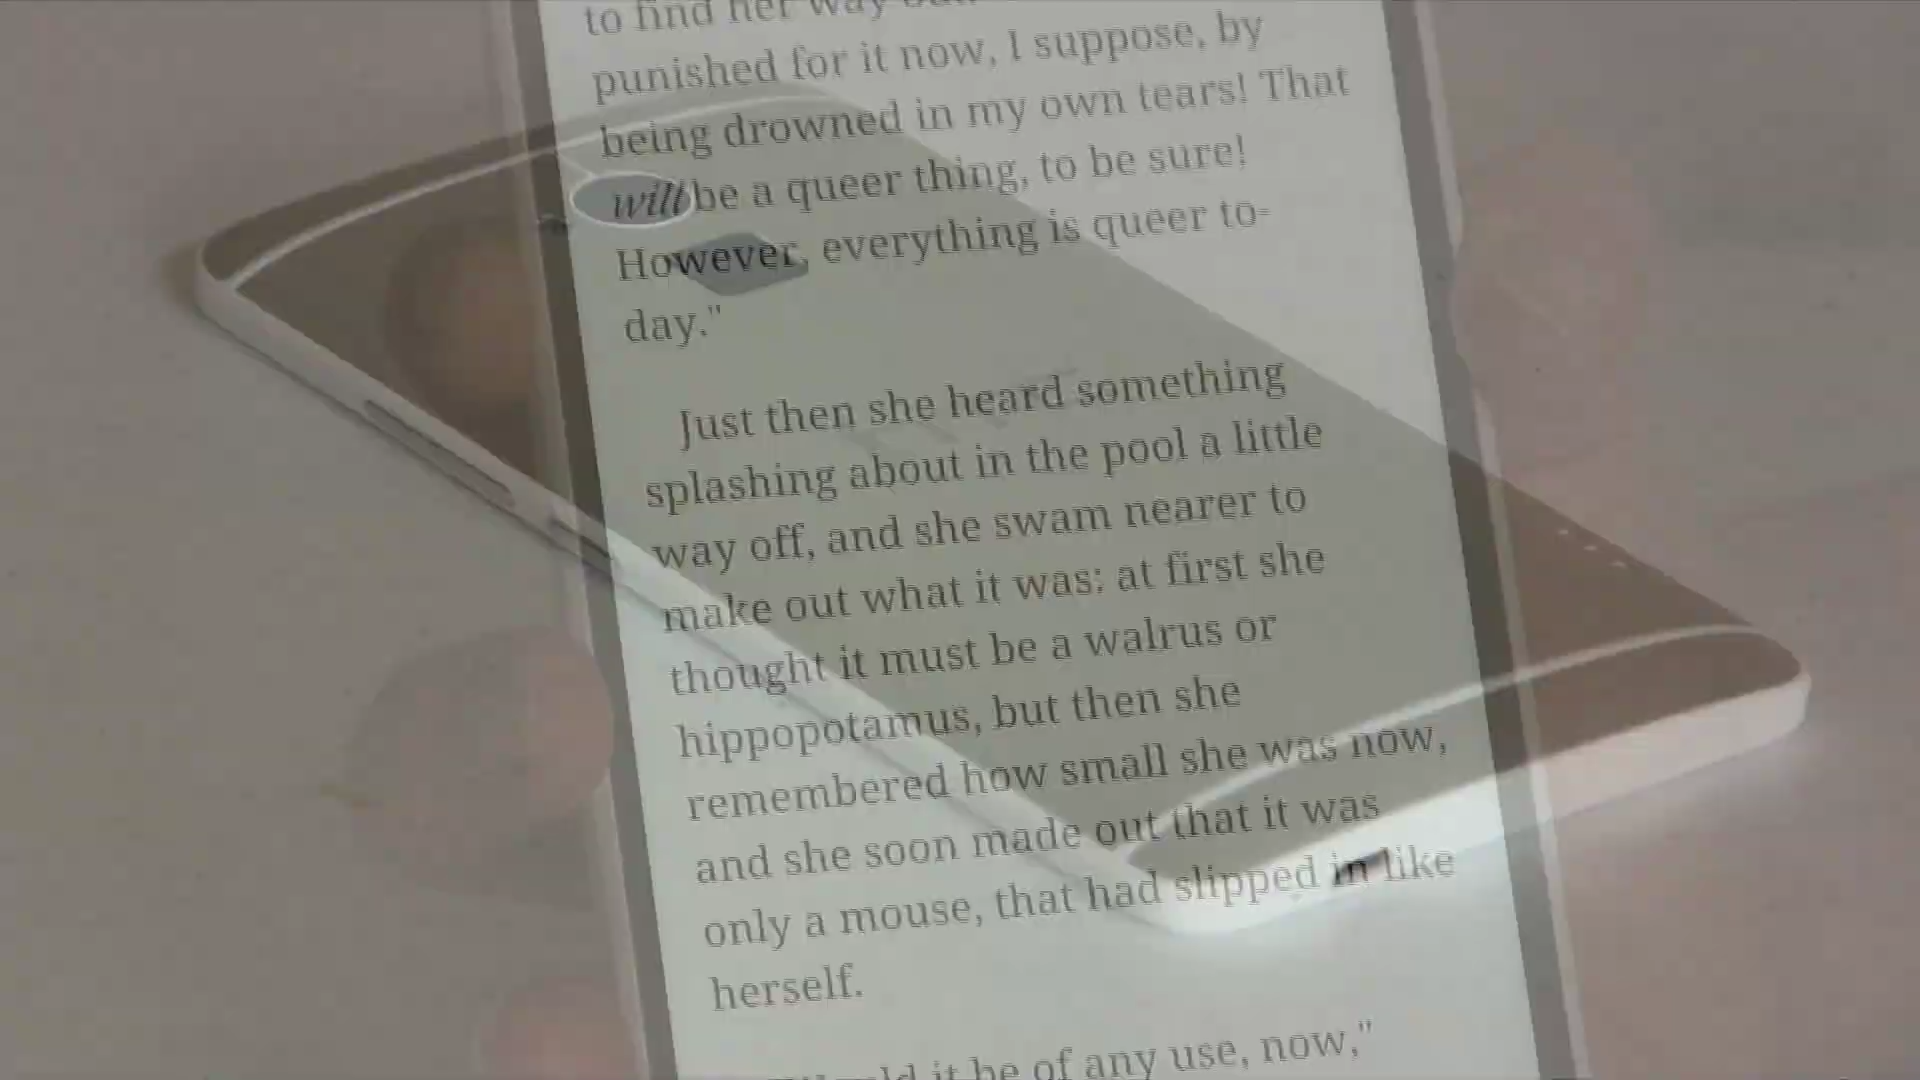 to find her way
punished for it now, I suppose, by
being drowned in my own tears! That
will be a queer thing, to be sure!
However, everything is queer to-
day."
Just then she heard something
splashing about in the pool a little
way off, and she swam nearer to
make out what it was: at first she
thought it must be a walrus or
hippopotamus, but then she
remembered how small she was now,
and she soon made out that it was
only a mouse, that had slipped in like
herself.
it be of any use, now,"